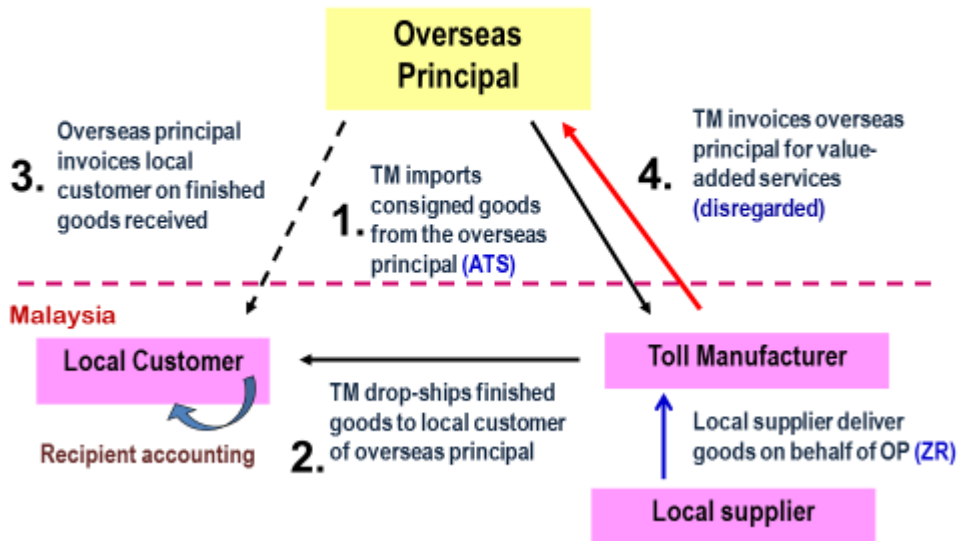 Overseas
Principal
3.
Overseas principal
invoices local
customer on finished
goods received
1.
TM imports
consigned goods
from the overseas
principal (ATS)
4.
TM invoices overseas
principal for value-
added services
(disregarded)
Malaysia
Local Customer
Toll Manufacturer
Recipient accounting
2.
TM drop-ships finished
goods to local customer
of overseas principal
Local supplier deliver
goods on behalf of OP (ZR)
Local supplier